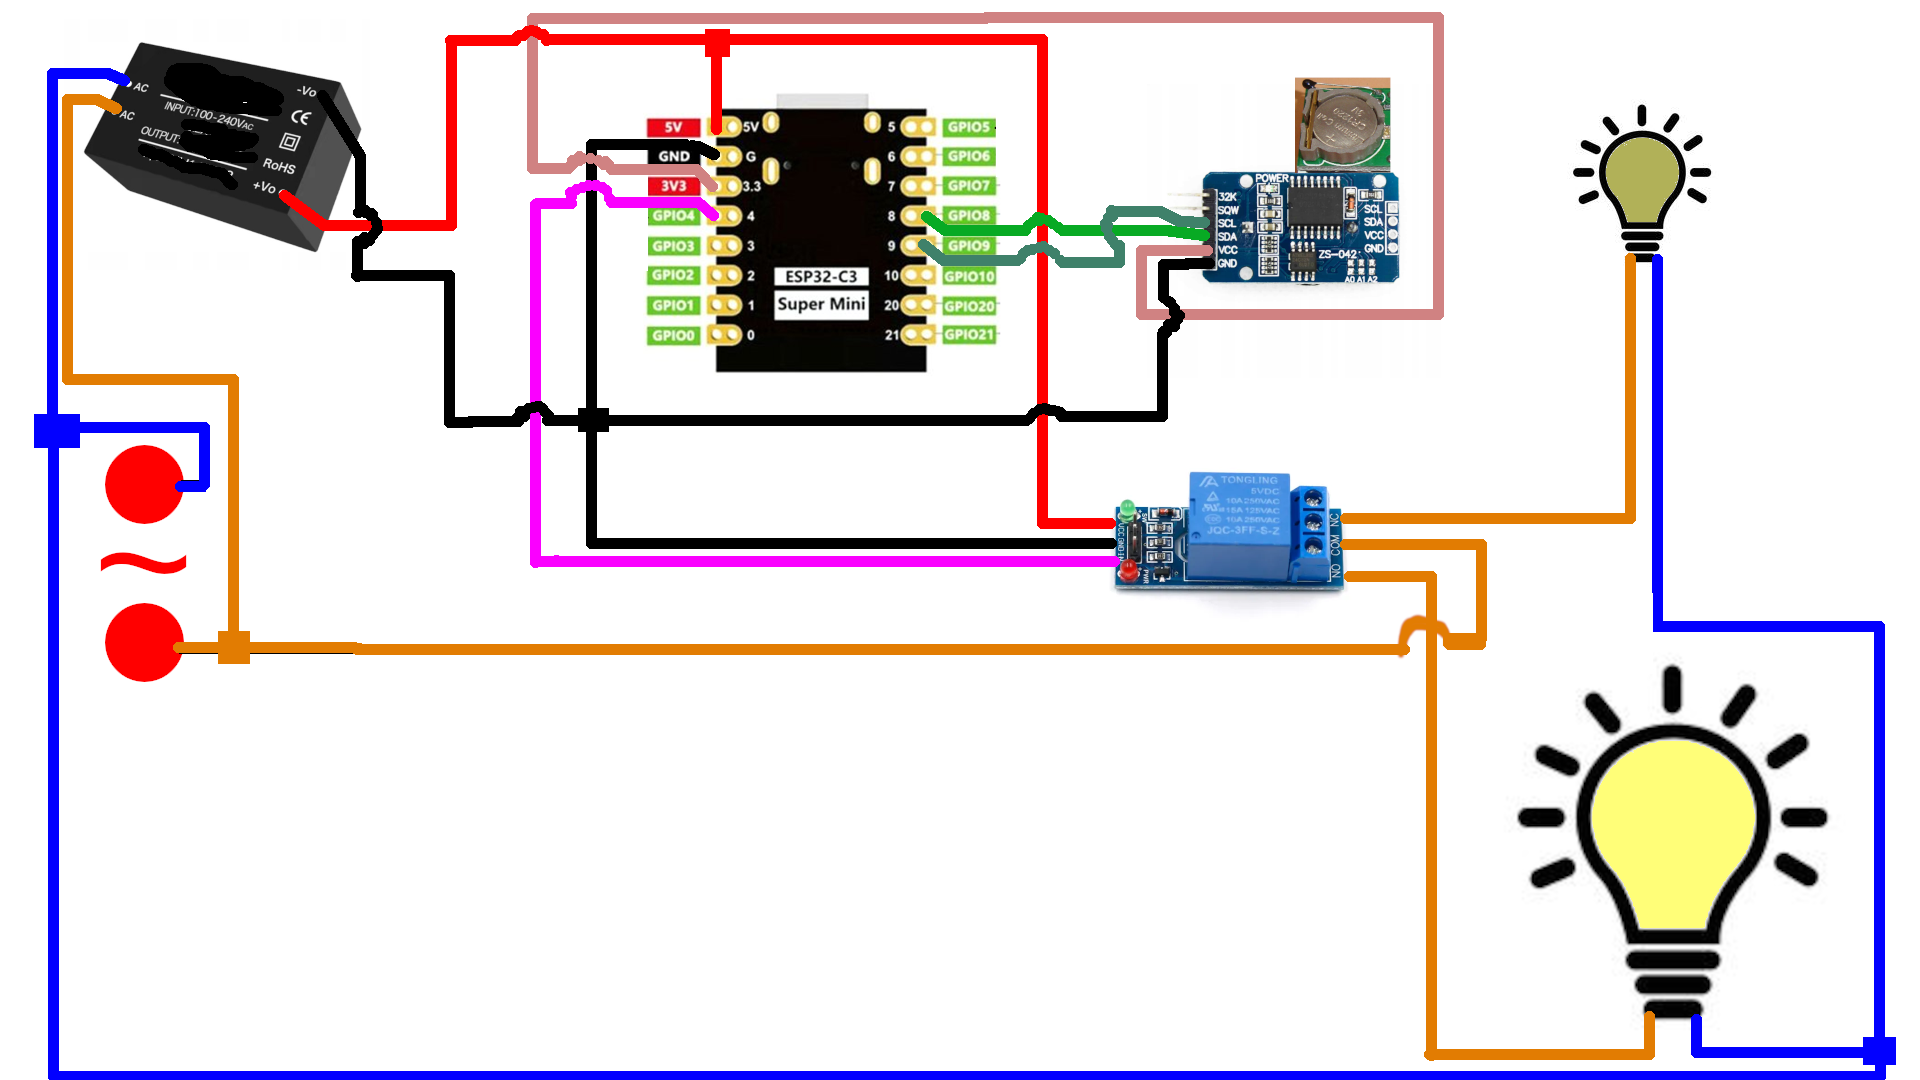 AC
-Vo
INPUT:100-240VAC
CE
AC
OUTPUT:
RoHS
+Vo
5V
5V
5
GPIO5
GND
G
6
GPIO6
3V3
3.3
7
GPIO7
GPIO4
4
8
GPIO8
GPIO3
3
9
GPIO9
GPIO2
2
ESP32-C3
10
GPIO10
GPIO1
1
Super Mini
20
GPIO20
GPIO0
0
21
GPIO21
POWER
32K
SQW
SCL
SDA
VCC
GND
SCL
SDA
VCC
GND
ZS-042
A0 A1 A2
TONGLING
5VDC
10A 250VAC
15A 125VAC
10A 250VAC
JQC-3FF-S-Z
NC
COM
NO
~